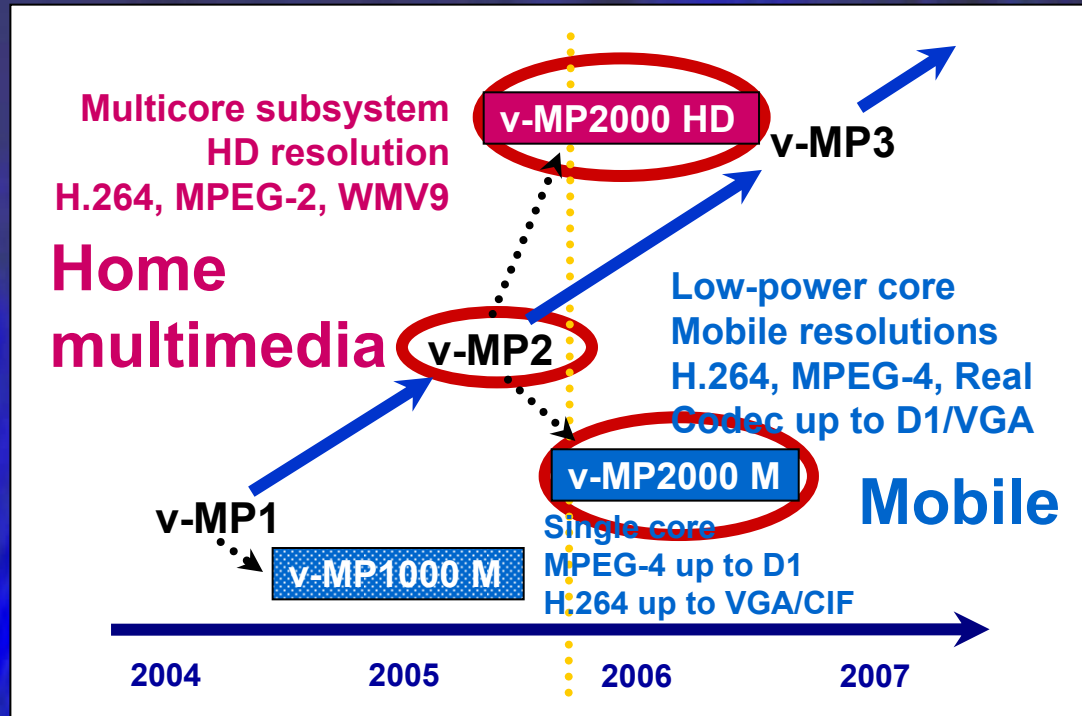 Multicore subsystem
HD resolution
H.264, MPEG-2, WMV9
v-MP2000 HD
v-MP3
Home
multimedia
v-MP2
Low-power core
Mobile resolutions
H.264, MPEG-4, Real
Codec up to D1/VGA
v-MP2000 M
Mobile
v-MP1
v-MP1000 M
Single core
MPEG-4 up to D1
H.264 up to VGA/CIF
2004
2005
2006
2007